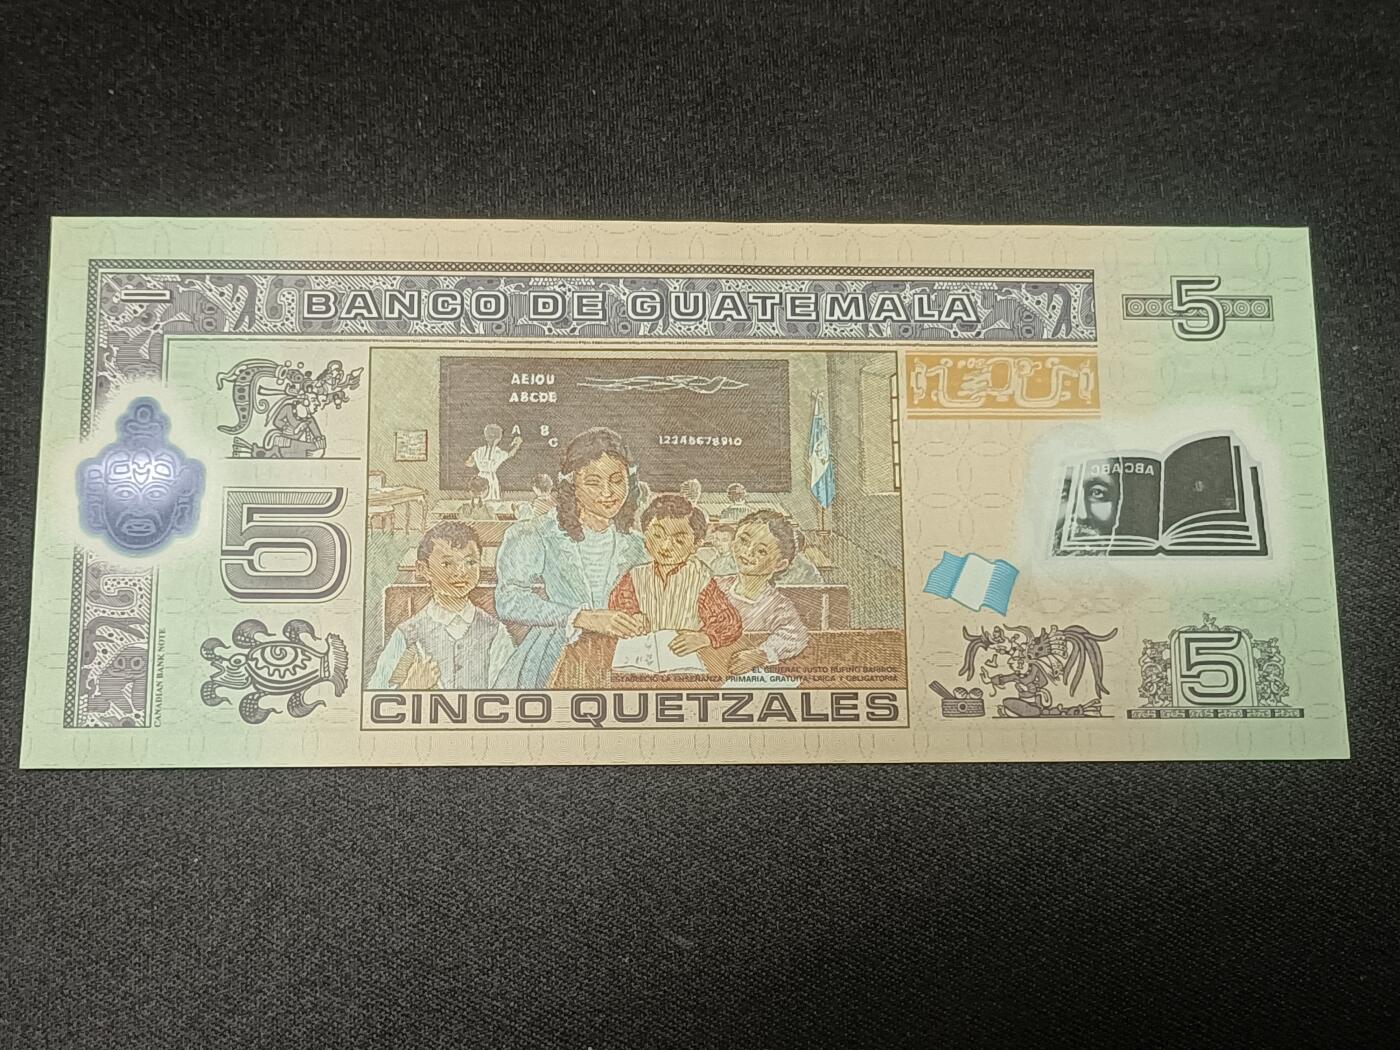 BANCO DE GUATEMALA
5
AEIOU
ABCDE
A B
C
12345678910
ABCABC
5
CANADIAN BANK NOTE
EL GENERAL JUSTO RUFINO BARRIOS
ESTABLECIO LA ENSEÑANZA PRIMARIA, GRATUITA, LAICA Y OBLIGATORIA
CINCO QUETZALES
5